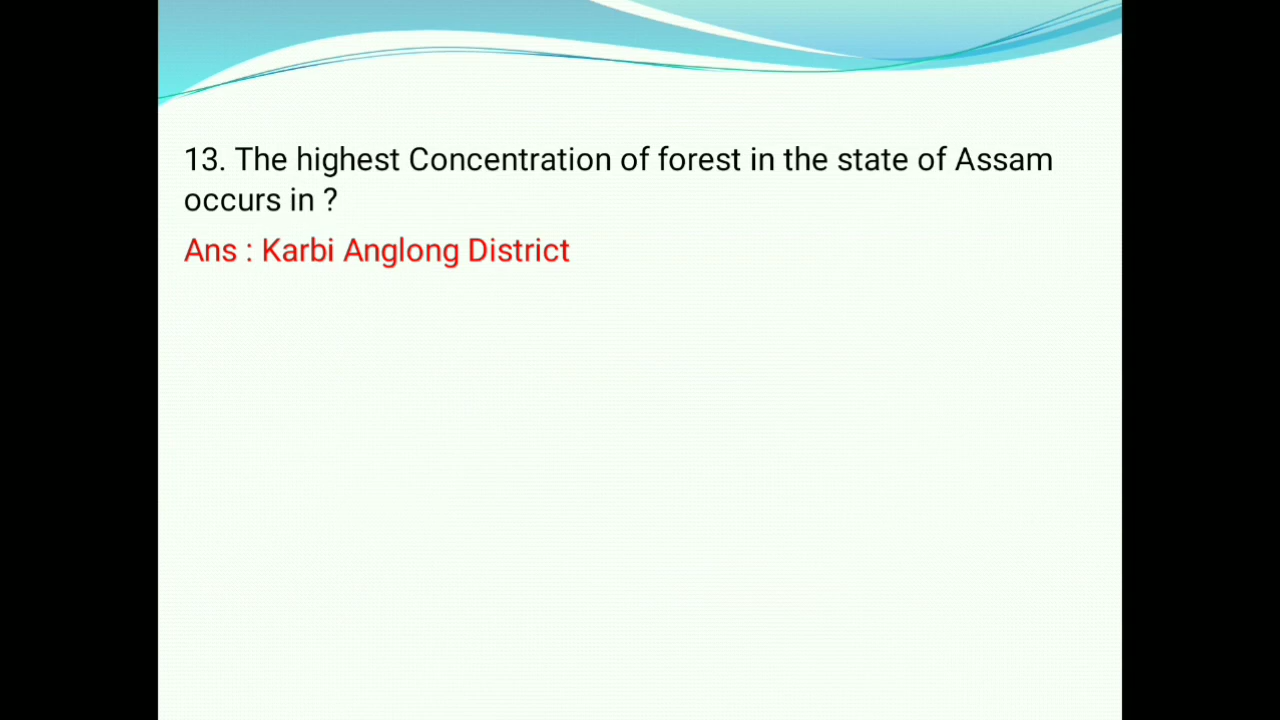 13. The highest Concentration of forest in the state of Assam
occurs in ?
Ans : Karbi Anglong District